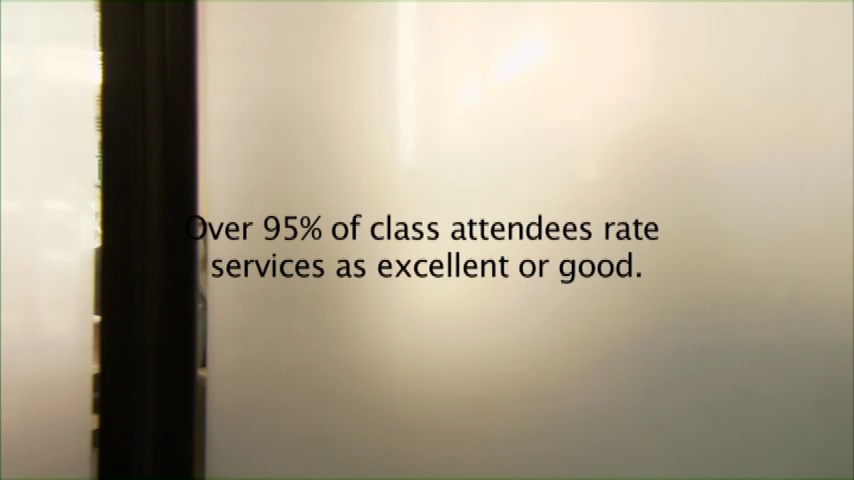 Over 95% of class attendees rate
services as excellent or good.